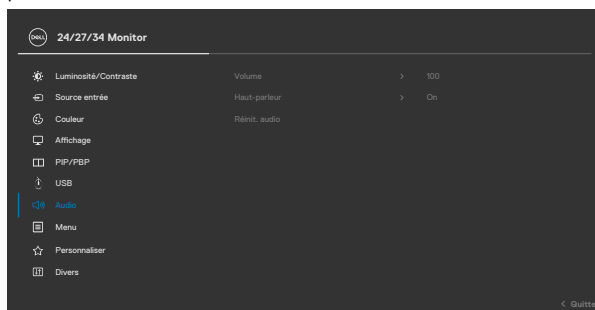 DELL 24/27/34 Monitor
Luminosité/Contraste Volume > 100
Source entrée Haut-parleur > On
Couleur Réinit. audio
Affichage
PIP/PBP
USB
Audio
Menu
Personnaliser
Divers
< Quitte